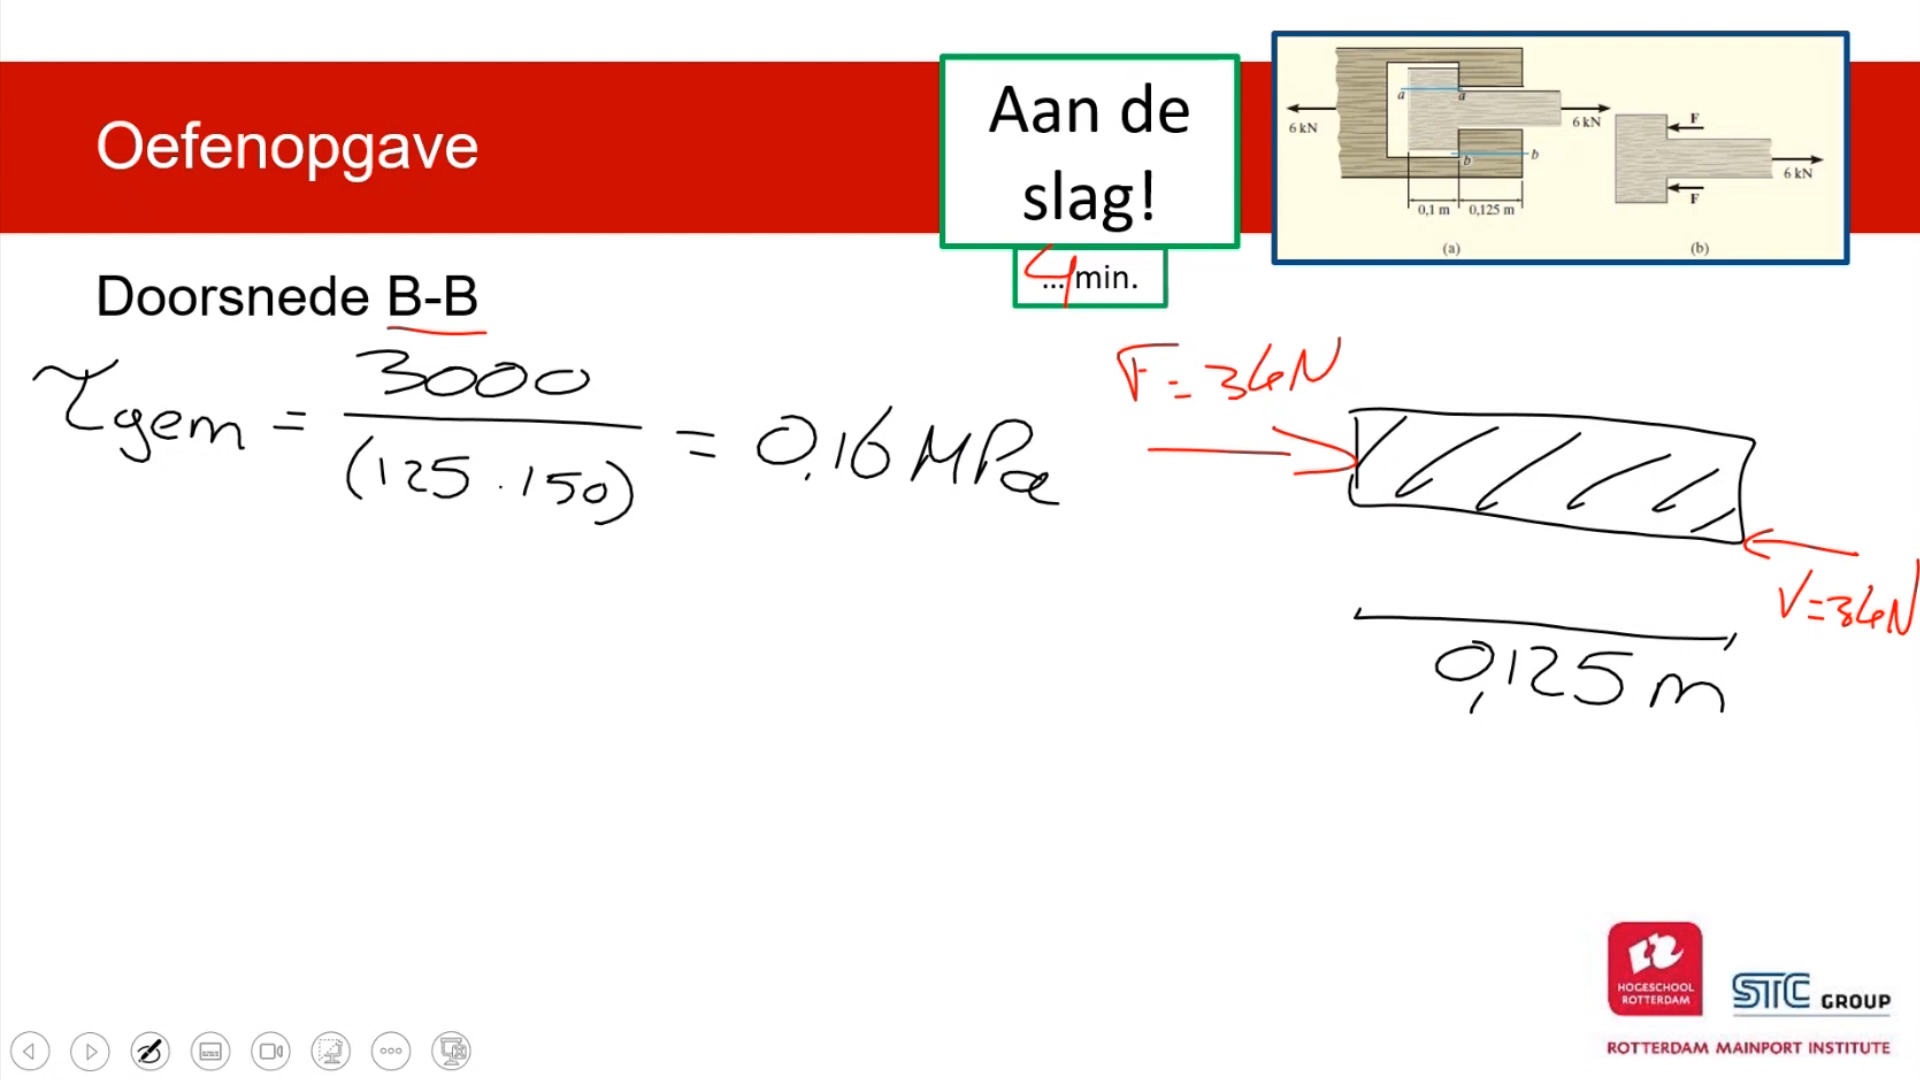 Oefenopgave
Aan de
slag!
...4 min.
6 kN
a
a
b
b
6 kN
0,1 m
0,125 m
(a)
F
F
6 kN
(b)
Doorsnede B-B
τgem = 3000 / (125 . 150) = 0,16 MPa
F = 3kN
V = 3kN
0,125 m
HOGESCHOOL
ROTTERDAM
STC GROUP
ROTTERDAM MAINPORT INSTITUTE